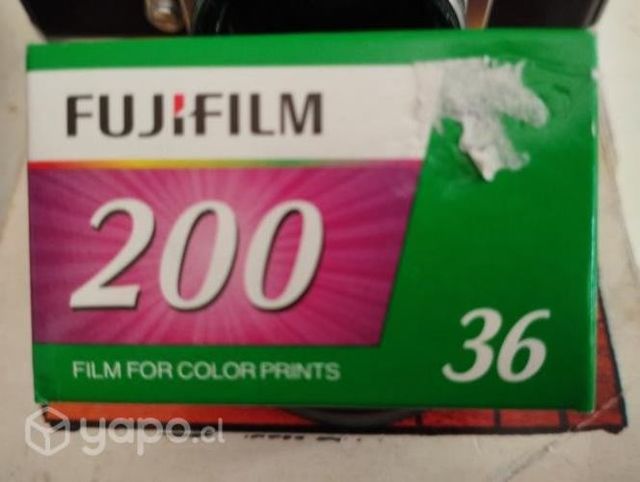 FUJIFILM
200
36
FILM FOR COLOR PRINTS
yapo.cl